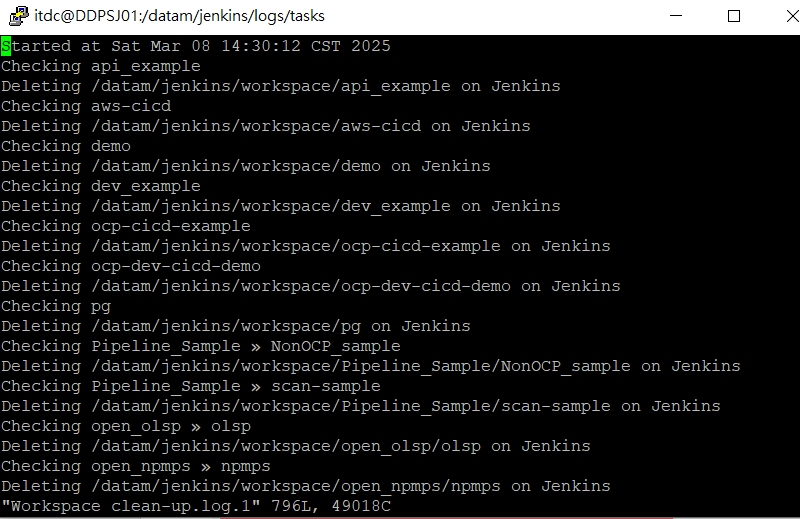 itdc@DDPSJ01:/datam/jenkins/logs/tasks
Started at Sat Mar 08 14:30:12 CST 2025
Checking api_example
Deleting /datam/jenkins/workspace/api_example on Jenkins
Checking aws-cicd
Deleting /datam/jenkins/workspace/aws-cicd on Jenkins
Checking demo
Deleting /datam/jenkins/workspace/demo on Jenkins
Checking dev_example
Deleting /datam/jenkins/workspace/dev_example on Jenkins
Checking ocp-cicd-example
Deleting /datam/jenkins/workspace/ocp-cicd-example on Jenkins
Checking ocp-dev-cicd-demo
Deleting /datam/jenkins/workspace/ocp-dev-cicd-demo on Jenkins
Checking pg
Deleting /datam/jenkins/workspace/pg on Jenkins
Checking Pipeline_Sample » NonOCP_sample
Deleting /datam/jenkins/workspace/Pipeline_Sample/NonOCP_sample on Jenkins
Checking Pipeline_Sample » scan-sample
Deleting /datam/jenkins/workspace/Pipeline_Sample/scan-sample on Jenkins
Checking open_olsp » olsp
Deleting /datam/jenkins/workspace/open_olsp/olsp on Jenkins
Checking open_npmps » npmps
Deleting /datam/jenkins/workspace/open_npmps/npmps on Jenkins
"Workspace clean-up.log.1" 796L, 49018C